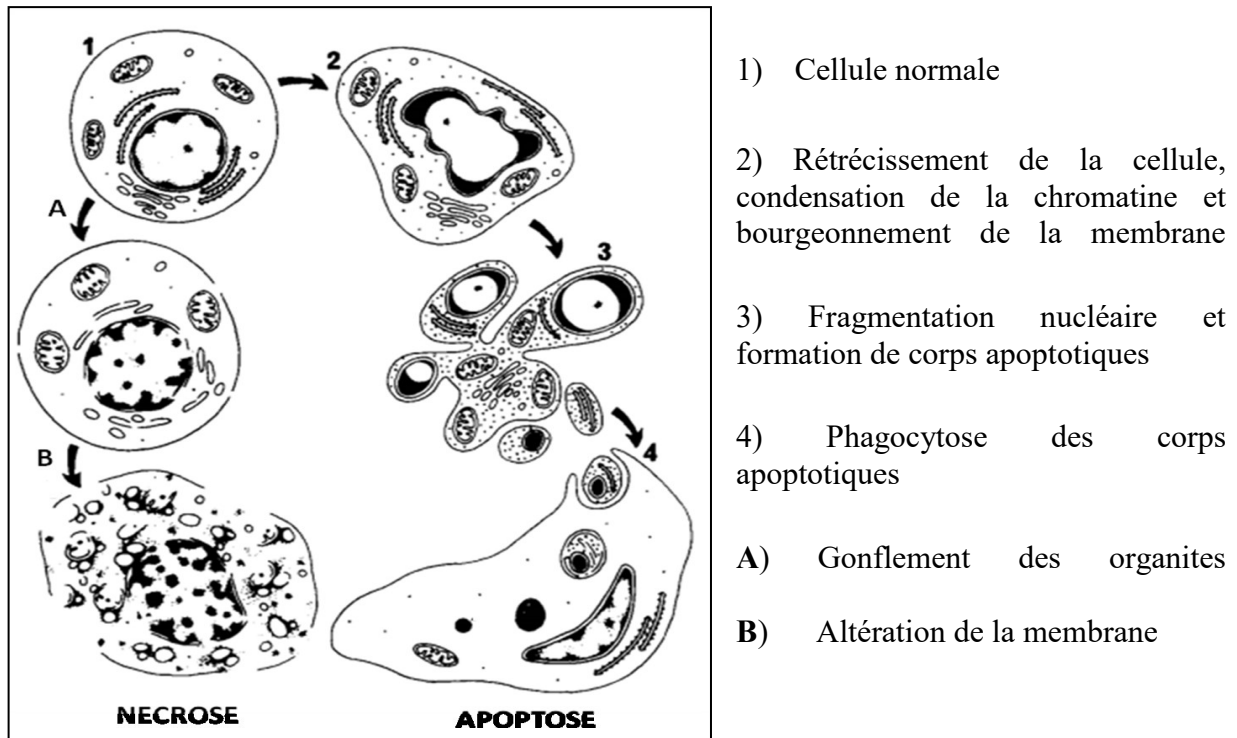 1
2
A
3
B
4
NECROSE
APOPTOSE
1) Cellule normale
2) Rétrécissement de la cellule,
condensation de la chromatine et
bourgeonnement de la membrane
3) Fragmentation nucléaire et
formation de corps apoptotiques
4) Phagocytose des corps
apoptotiques
A) Gonflement des organites
B) Altération de la membrane